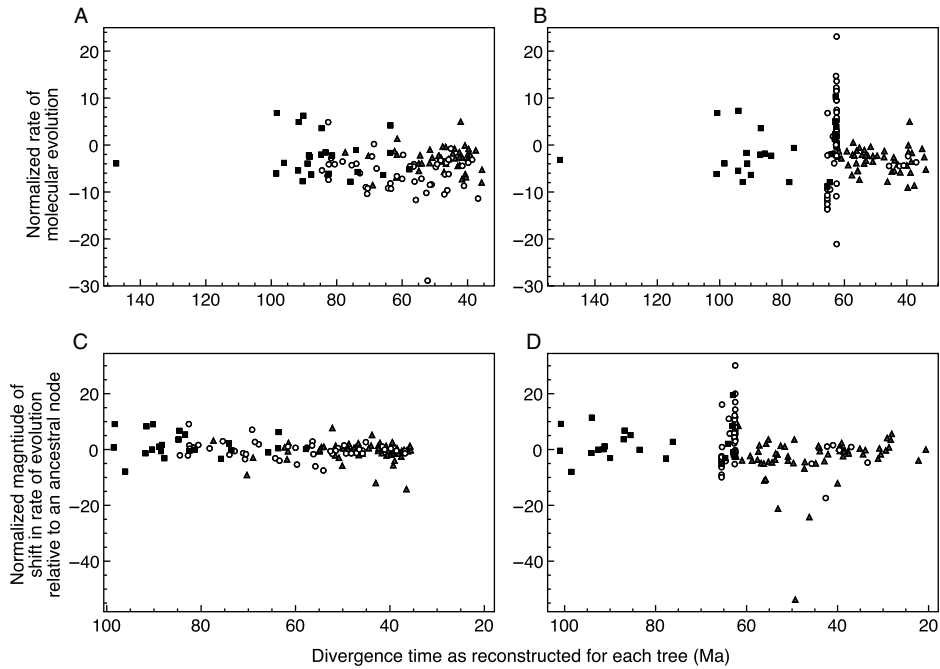 A
B
Normalized rate of
molecular evolution
20
10
0
−10
−20
−30
140 120 100 80 60 40
20
10
0
−10
−20
−30
140 120 100 80 60 40
C
D
Normalized magntiude of
shift in rate of evolution
relative to an ancestral node
20
0
−20
−40
100 80 60 40 20
20
0
−20
−40
100 80 60 40 20
Divergence time as reconstructed for each tree (Ma)